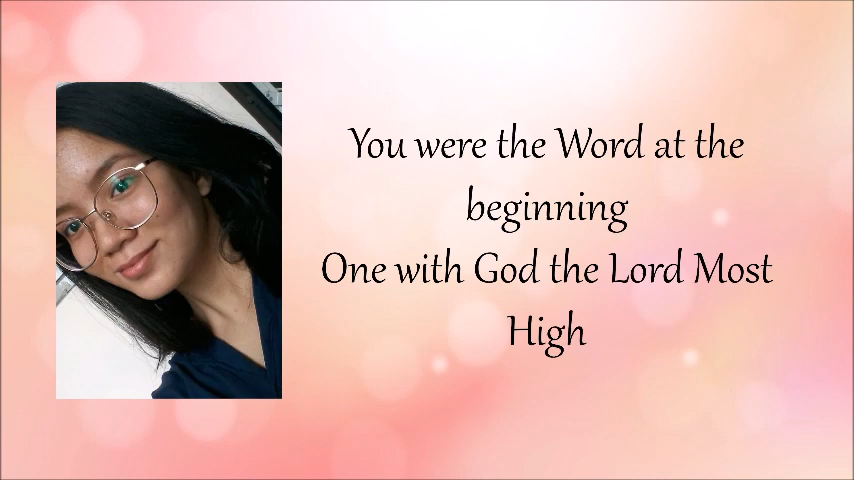 You were the Word at the
beginning
One with God the Lord Most
High